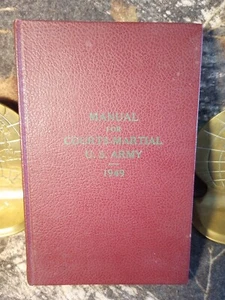 MANUAL
FOR
COURTS-MARTIAL
U. S. ARMY
1949